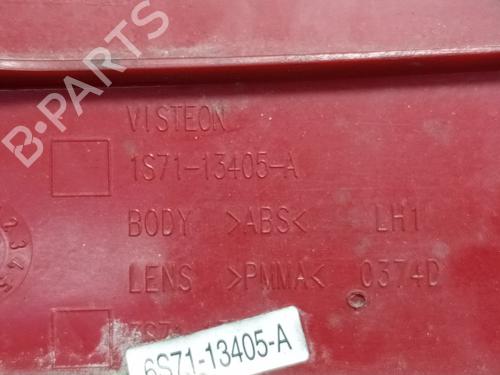 B-PARTS
VISTEON
1S71-13405-A
BODY >ABS< LH1
LENS >PMMA< 0374D
6S71-13405-A